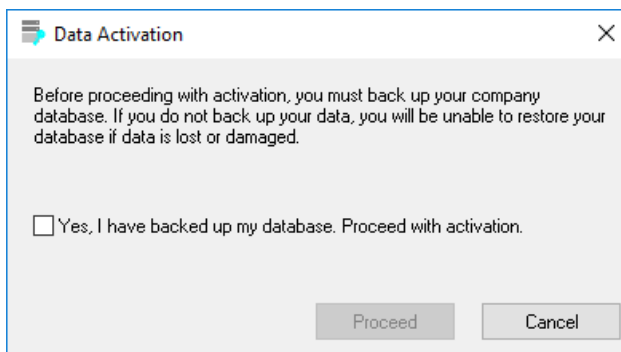 Data Activation
Before proceeding with activation, you must back up your company
database. If you do not back up your data, you will be unable to restore your
database if data is lost or damaged.
Yes, I have backed up my database. Proceed with activation.
Proceed Cancel